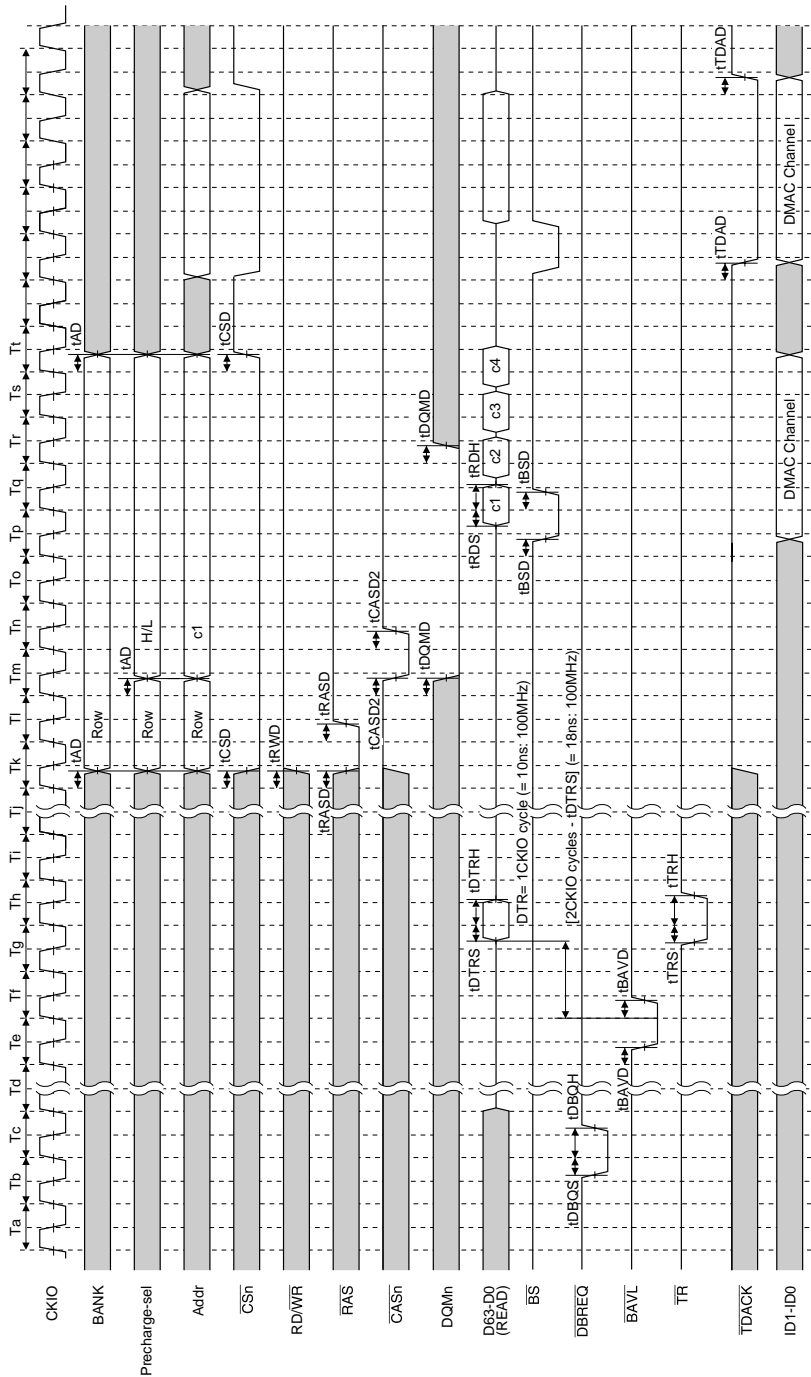 Ta Tb Tc Td Te Tf Tg Th Ti Tj Tk Tl Tm Tn To Tp Tq Tr Ts Tt
CKIO
tAD tAD
BANK Row
tAD
Precharge-sel Row H/L
Addr Row c1
tCSD tCSD
CSn
tRWD
RD/WR
tRASD tRASD
RAS
tCASD2 tCASD2
CASn
tDQMD tDQMD
DQMn
tDTRS tDTRH tRDS tRDH
D63-D0
(READ) c1 c2 c3 c4
DTR= 1CKIO cycle (= 10ns: 100MHz)
tBSD tBSD
BS
tDBQS tDBQH
DBREQ
[2CKIO cycles - tDTRS] (= 18ns: 100MHz)
tBAVD tBAVD
BAVL
tTRS tTRH
TR
tTDAD tTDAD
TDACK
ID1-ID0 DMAC Channel DMAC Channel